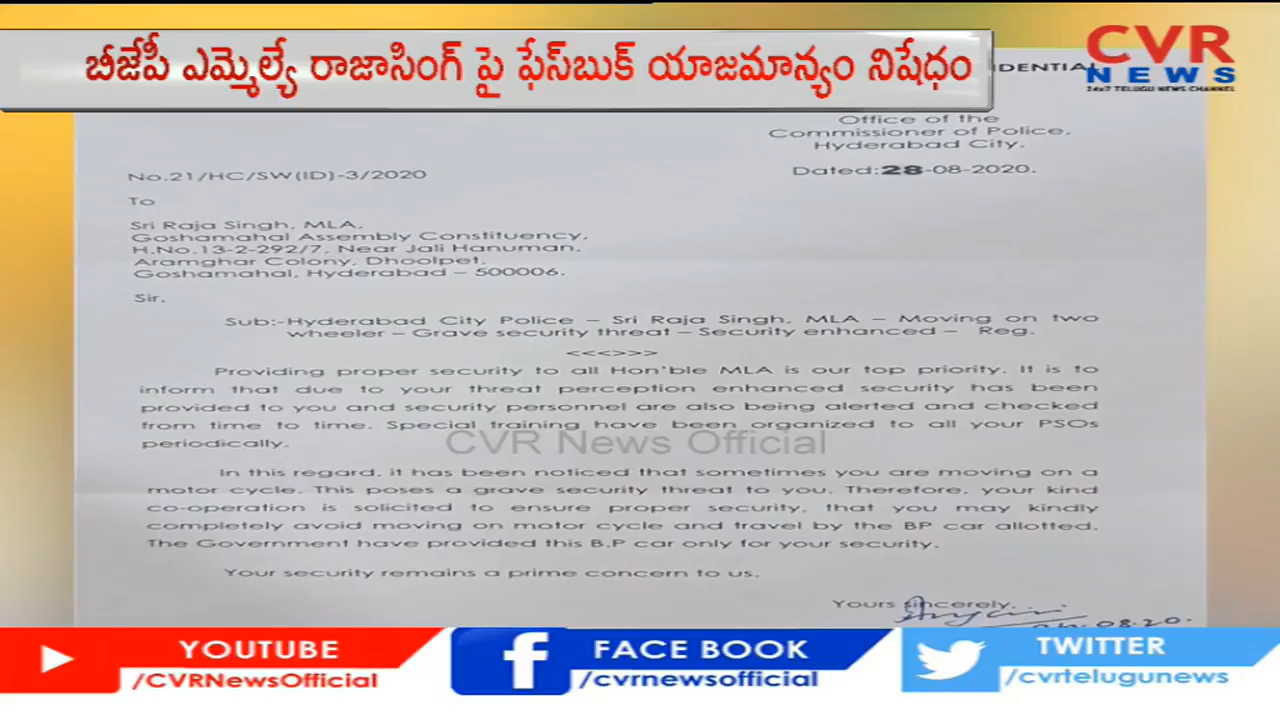 బీజేపీ ఎమ్మెల్యే రాజాసింగ్ పై ఫేస్‌బుక్ యాజమాన్యం నిషేధం
CVR
NEWS
24x7 TELUGU NEWS CHANNEL
Office of the
Commissioner of Police,
Hyderabad City.
No.21/HC/SW(ID)-3/2020
Dated:28-08-2020.
To
Sri Raja Singh, MLA,
Goshamahal Assembly Constituency,
H.No.13-2-292/7, Near Jali Hanuman,
Aramghar Colony, Dhoolpet,
Goshamahal, Hyderabad – 500006.
Sir,
Sub:-Hyderabad City Police – Sri Raja Singh, MLA – Moving on two
wheeler – Grave security threat – Security enhanced – Reg.
<<<>>>
Providing proper security to all Hon'ble MLA is our top priority. It is to
inform that due to your threat perception enhanced security has been
provided to you and security personnel are also being alerted and checked
from time to time. Special training have been organized to all your PSOs
periodically.
CVR News Official
In this regard, it has been noticed that sometimes you are moving on a
motor cycle. This poses a grave security threat to you. Therefore, your kind
co-operation is solicited to ensure proper security, that you may kindly
completely avoid moving on motor cycle and travel by the BP car allotted.
The Government have provided this B.P car only for your security.
Your security remains a prime concern to us.
Yours sincerely,
YOUTUBE
/CVRNewsOfficial
FACE BOOK
/cvrnewsofficial
TWITTER
/cvrtelugunews